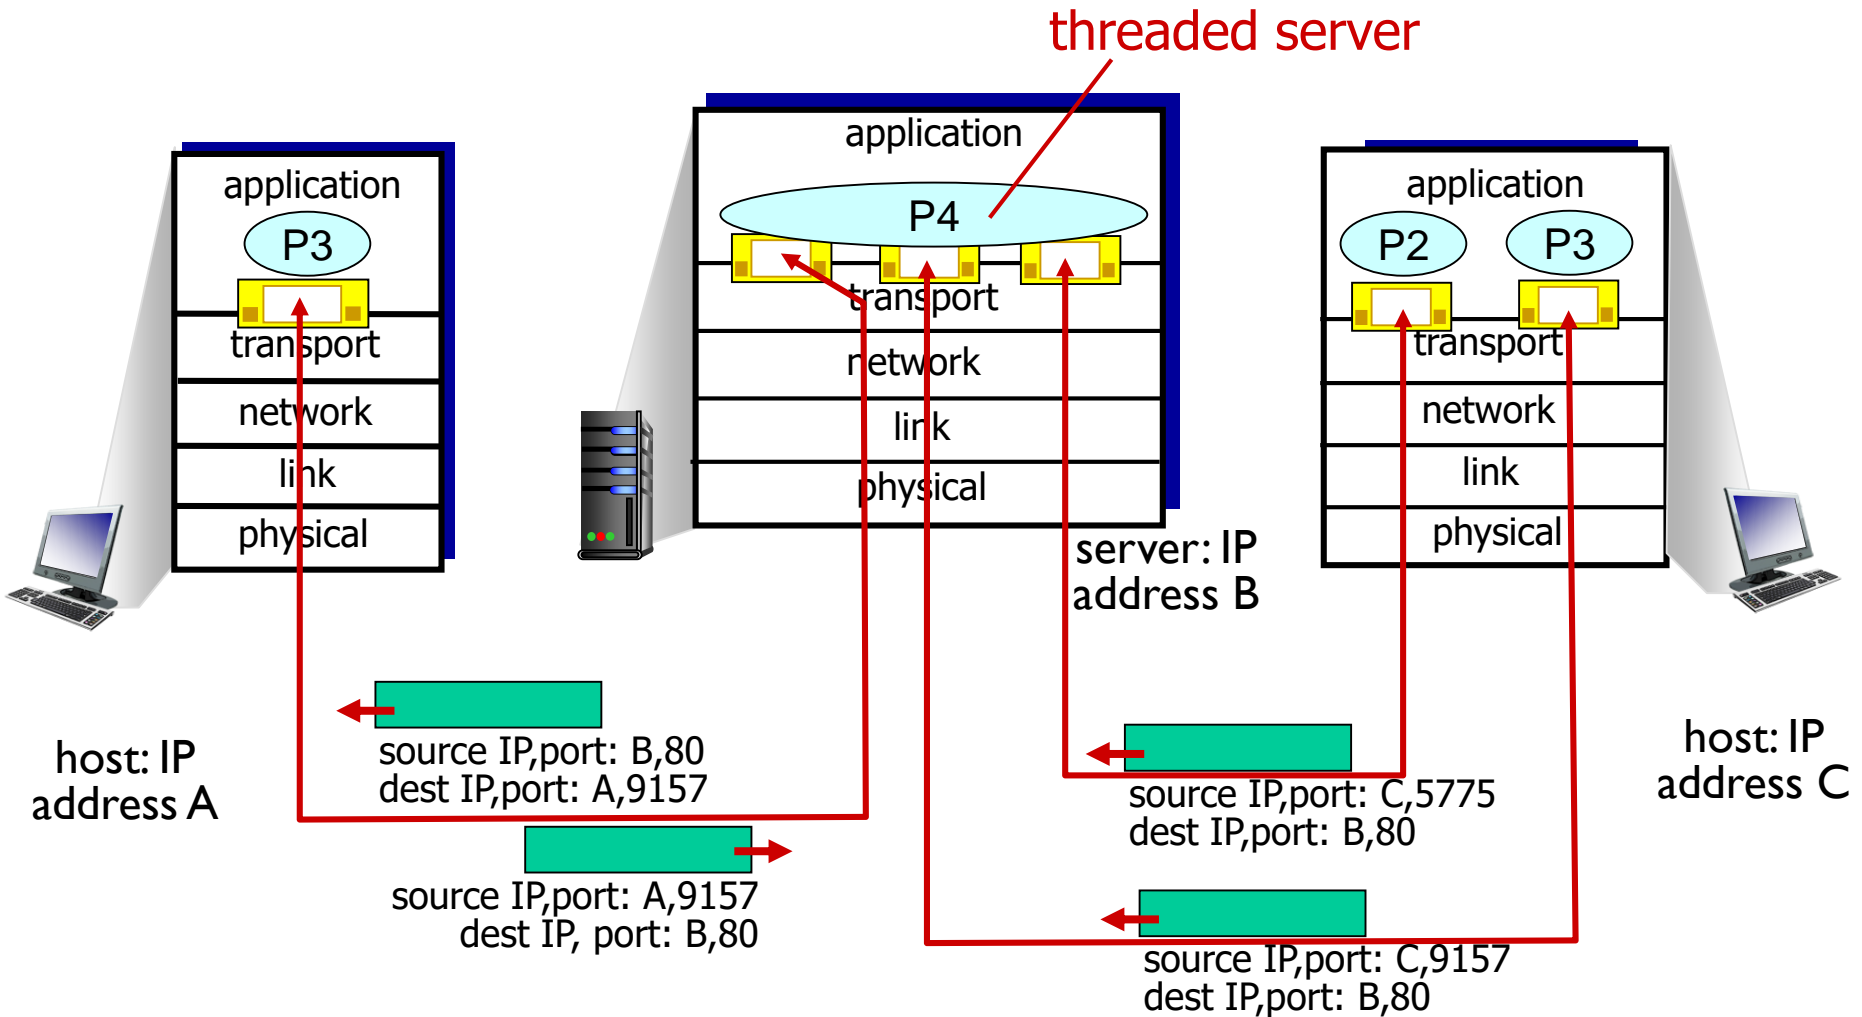 threaded server
application
P3
transport
network
link
physical
application
P4
transport
network
link
physical
application
P2
P3
transport
network
link
physical
server: IP
address B
host: IP
address A
source IP,port: B,80
dest IP,port: A,9157
source IP,port: A,9157
dest IP, port: B,80
source IP,port: C,5775
dest IP,port: B,80
source IP,port: C,9157
dest IP,port: B,80
host: IP
address C